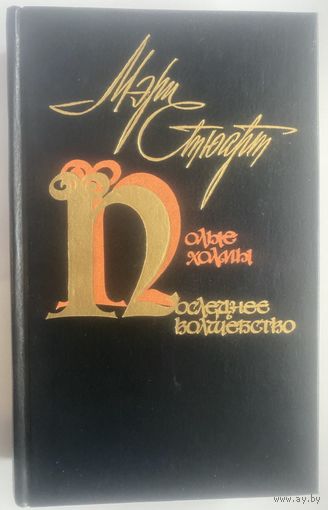 Мэри
Стюарт
Полые
холмы
Последнее
волшебство
www.ay.by